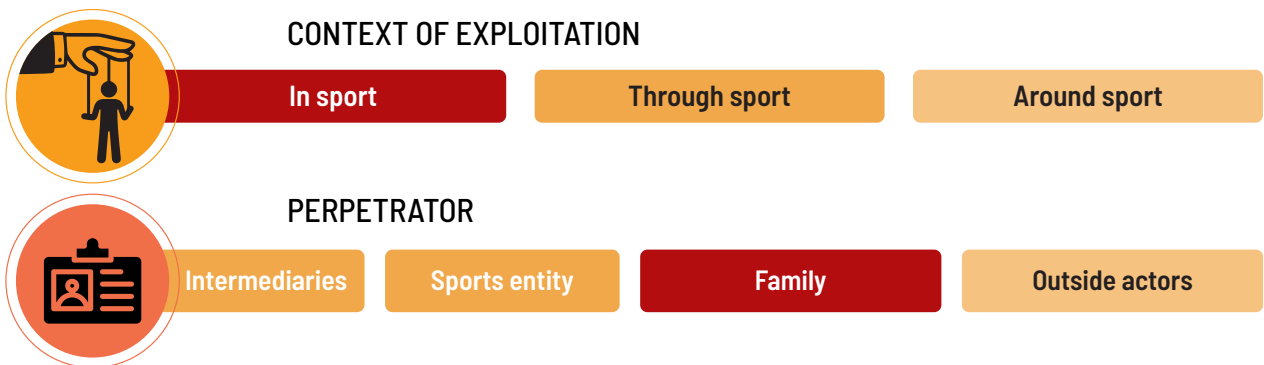 CONTEXT OF EXPLOITATION
In sport
Through sport
Around sport
PERPETRATOR
Intermediaries
Sports entity
Family
Outside actors